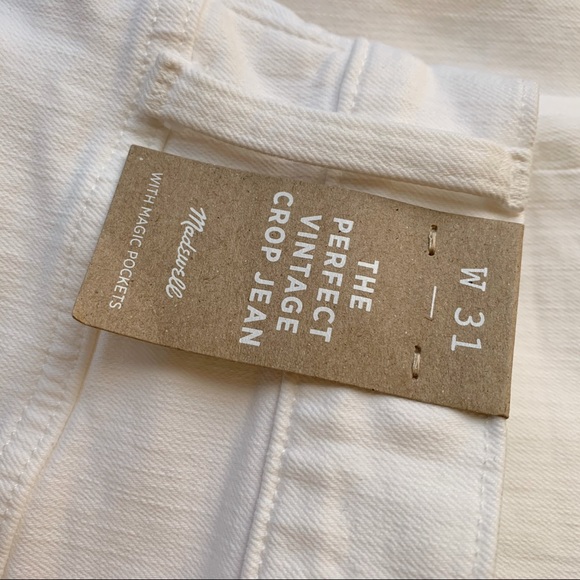 W 31
THE
PERFECT
VINTAGE
CROP JEAN
Madewell
WITH MAGIC POCKETS